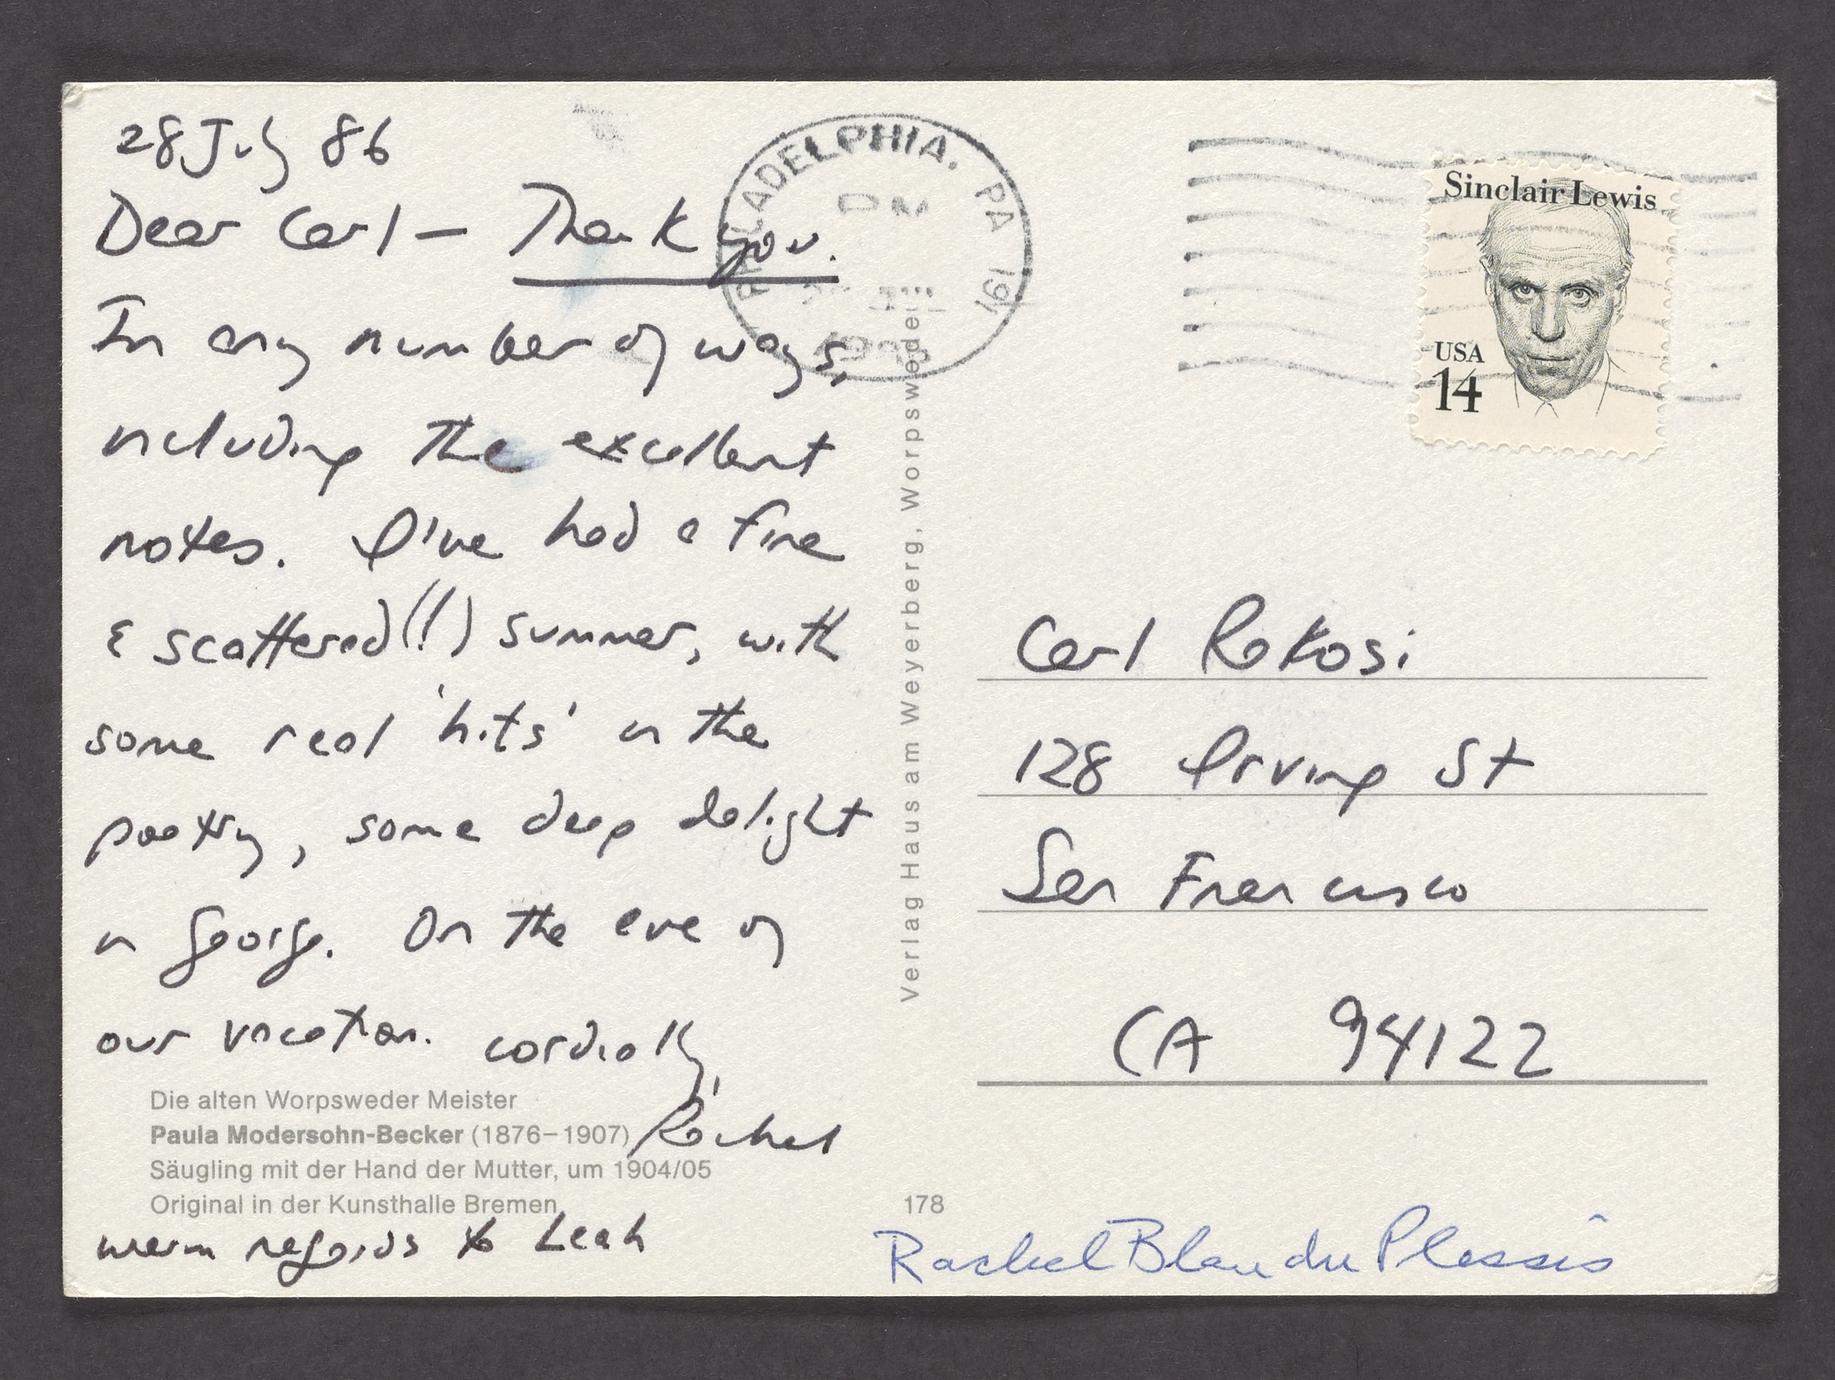 28 July 86
Dear Carl — Thank you.
In any number of ways,
including the excellent
notes. I've had a fine
& scattered (!) summer, with
some real 'hits' in the
poetry, some deep delight
in George. On the eve of
our vacation. cordially,
Rachel
Die alten Worpsweder Meister
Paula Modersohn-Becker (1876–1907)
Säugling mit der Hand der Mutter, um 1904/05
Original in der Kunsthalle Bremen
warm regards to Leah
Verlag Haus am Weyerberg, Worpswede
178
PHILADELPHIA, PA 191
PM
Sinclair Lewis
USA
14
Carl Rakosi
128 Irving St
San Francisco
CA 94122
Rachel Blau du Plessis